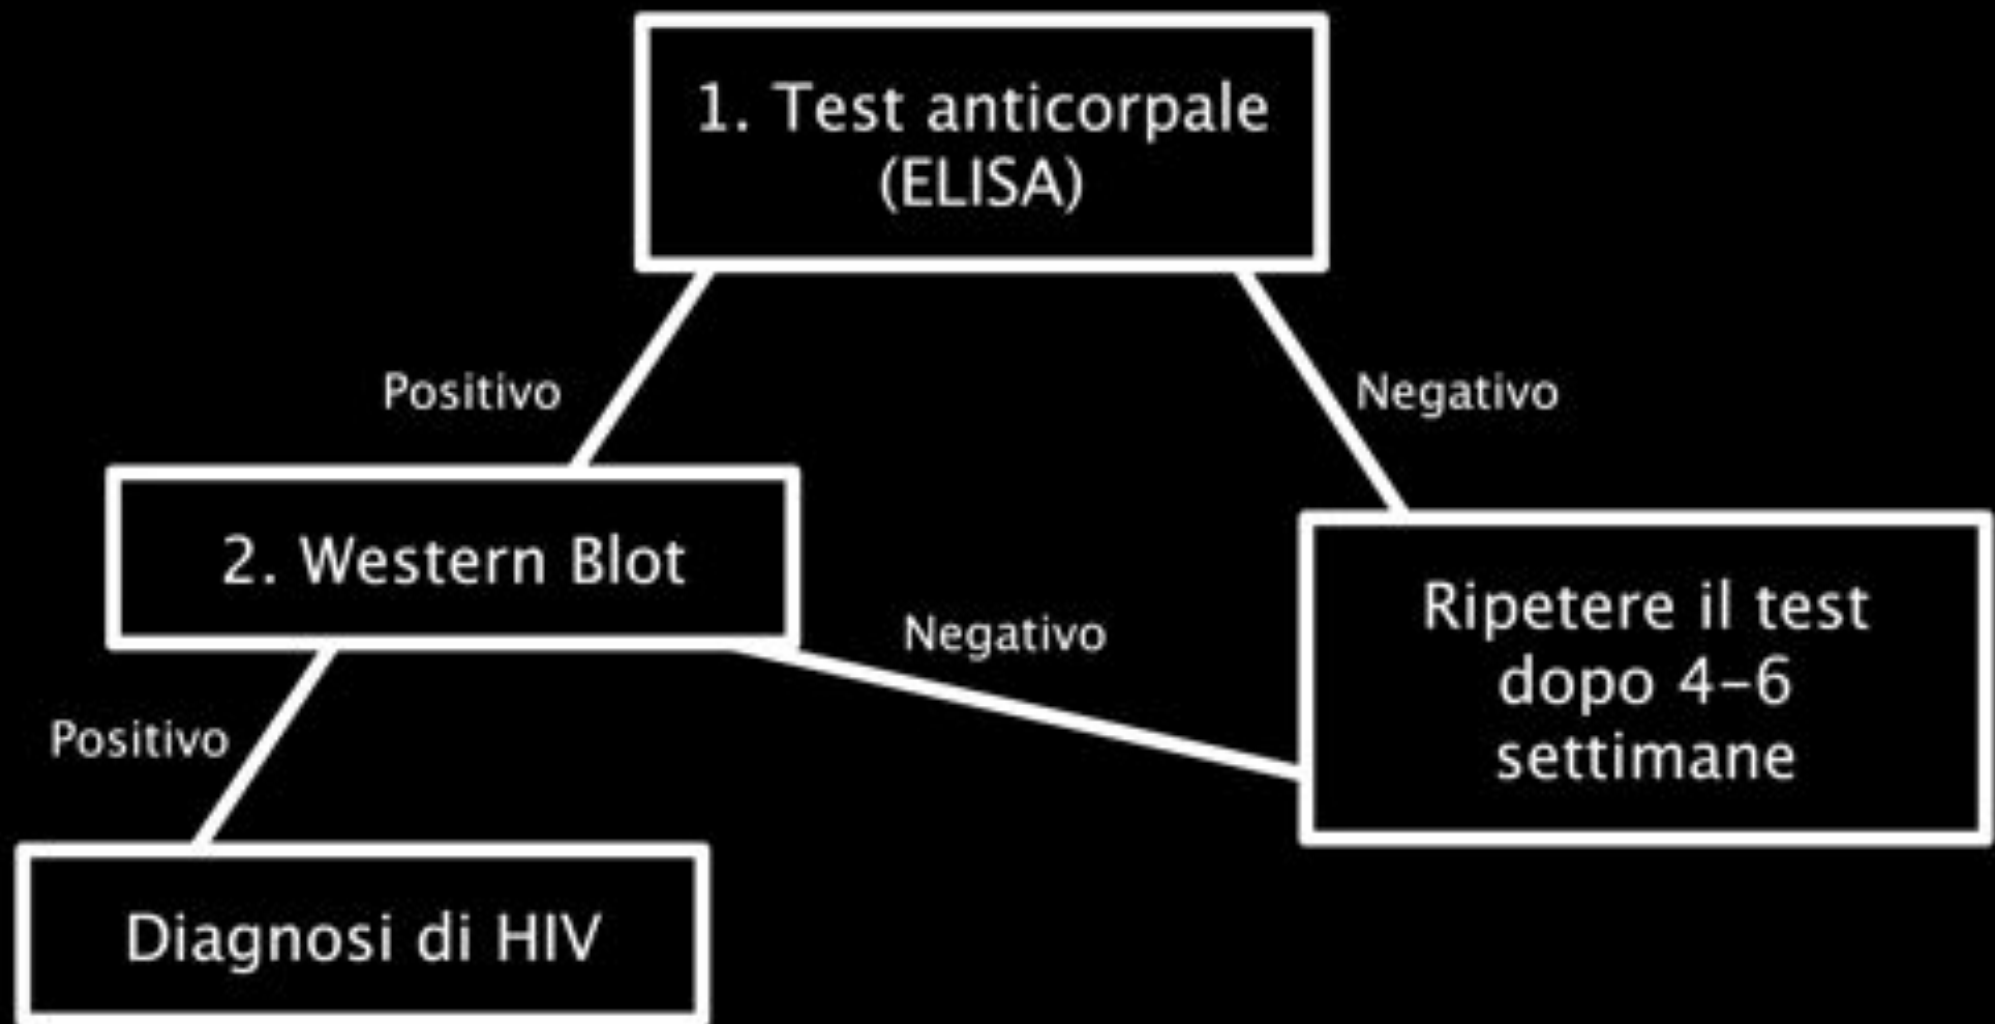 1. Test anticorpale
(ELISA)
Positivo
Negativo
2. Western Blot
Negativo
Ripetere il test
dopo 4-6
settimane
Positivo
Diagnosi di HIV